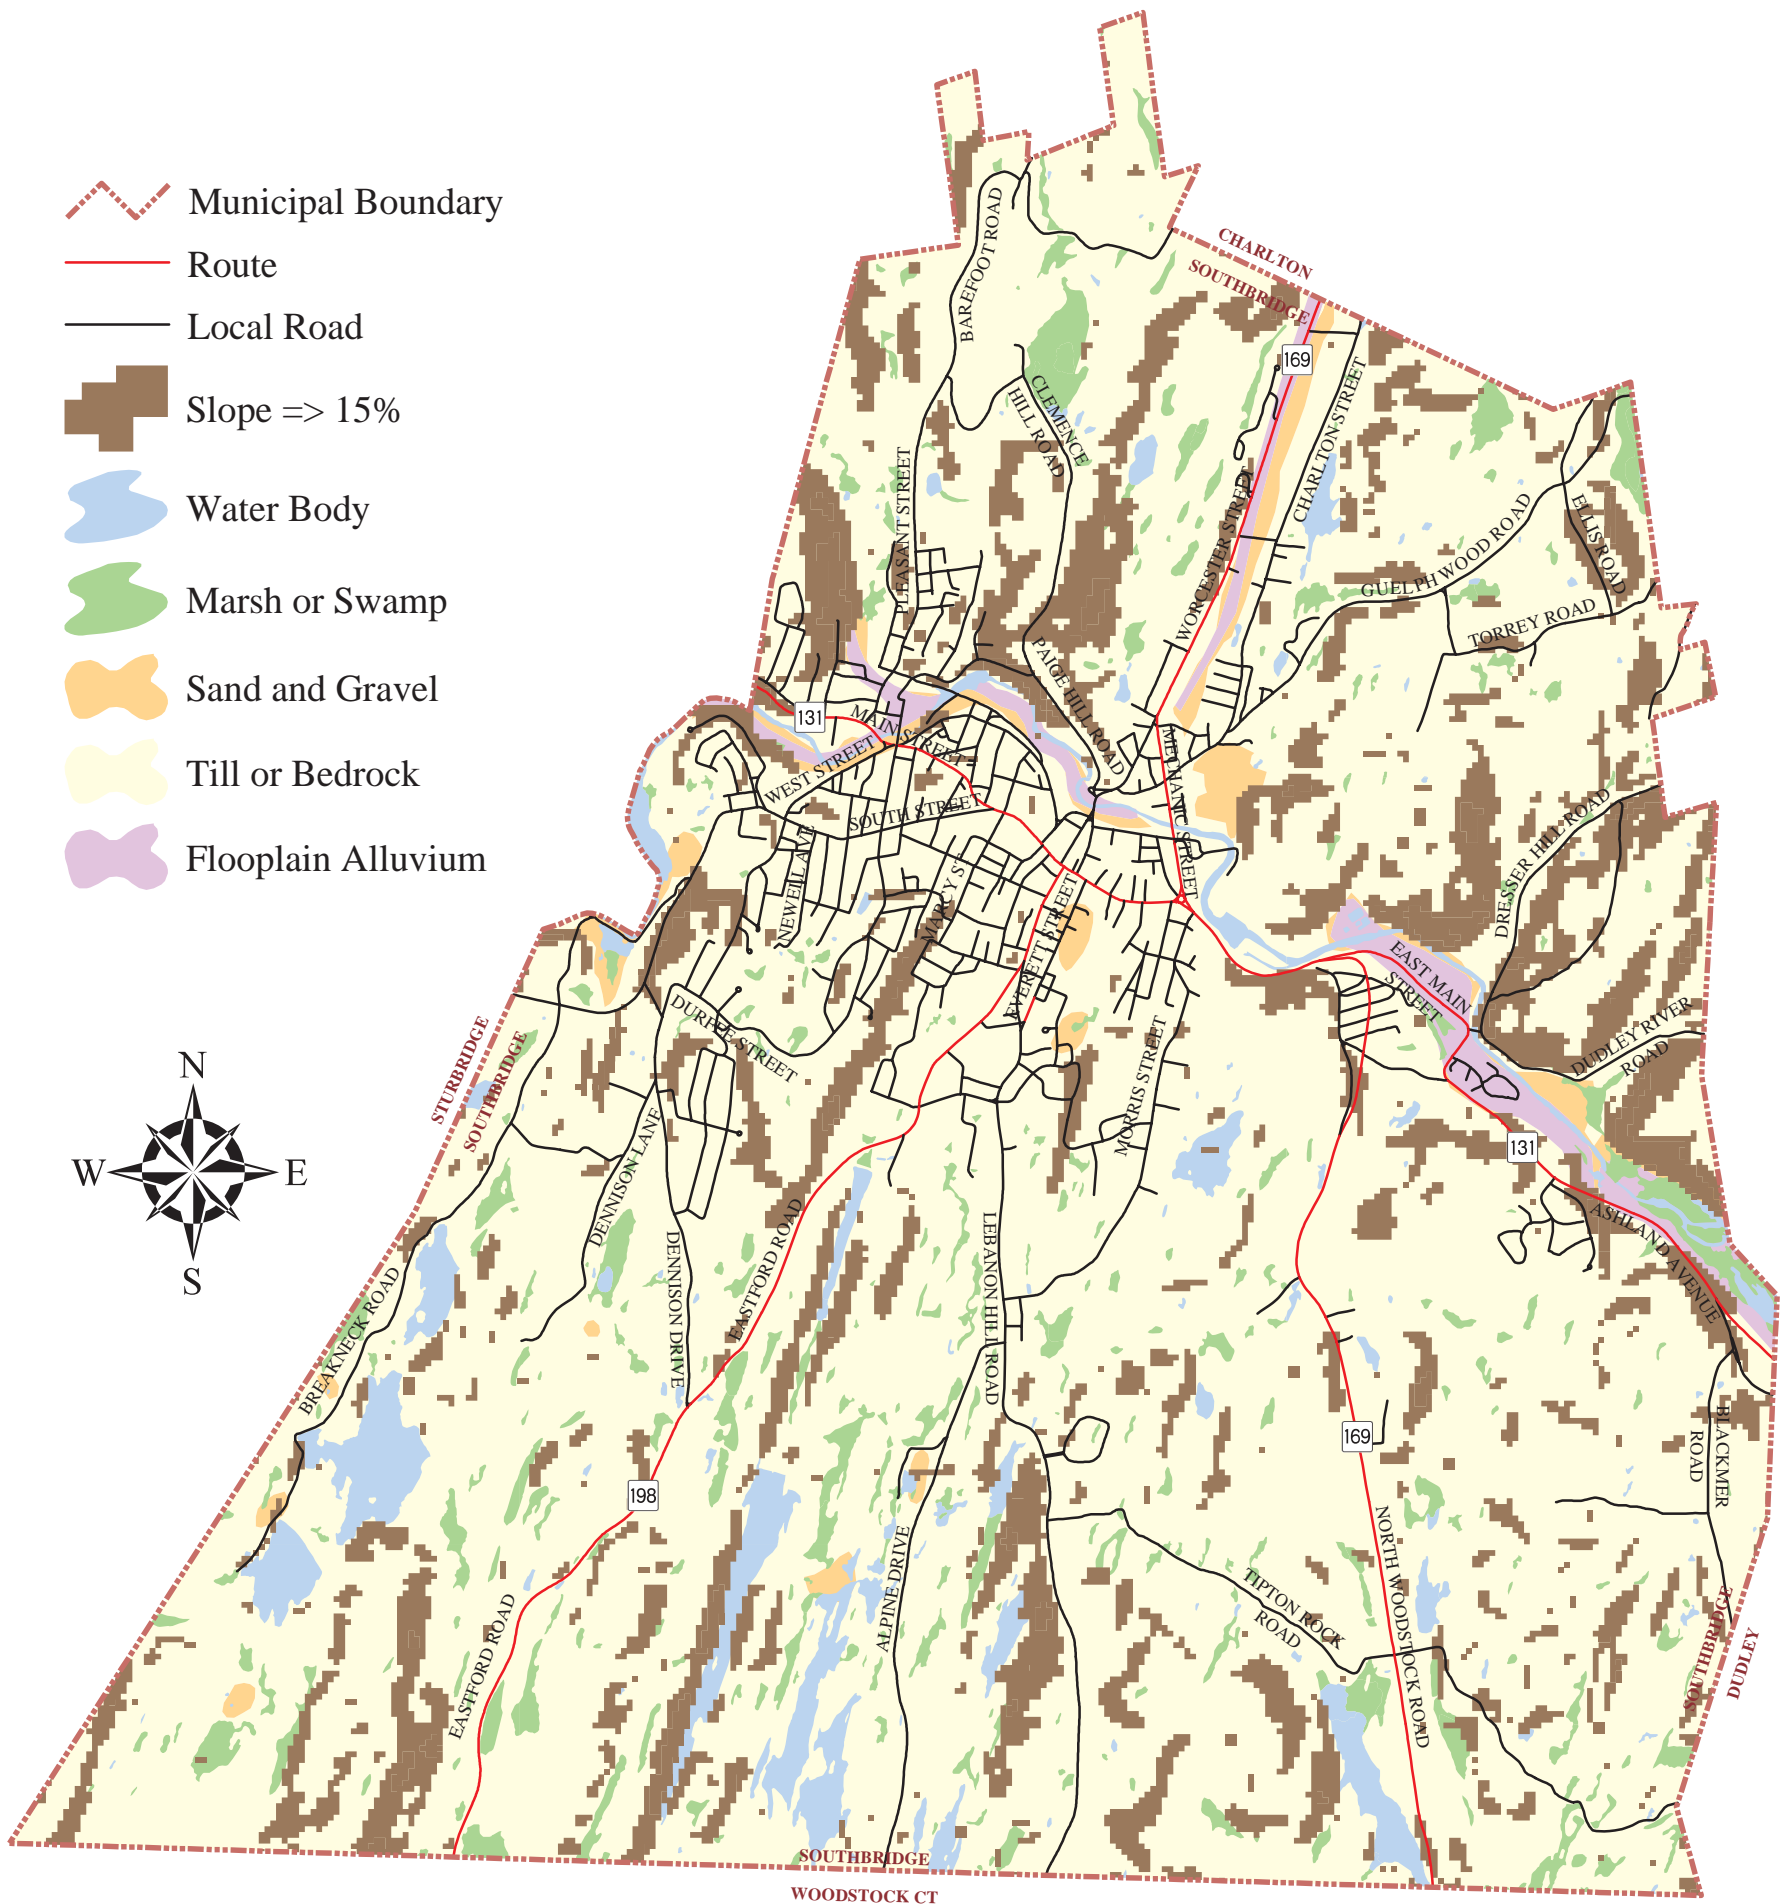 Municipal Boundary
Route
Local Road
Slope => 15%
Water Body
Marsh or Swamp
Sand and Gravel
Till or Bedrock
Flooplain Alluvium
N
W
E
S
CHARLTON
SOUTHBRIDGE
BAREFOOT ROAD
169
CLEMENCE
HILL ROAD
CHARLTON STREET
PLEASANT STREET
WORCESTER STREET
GUELPH WOOD ROAD
ELLIS ROAD
TORREY ROAD
PAIGE HILL ROAD
131
MAIN STREET
WEST STREET
MECHANIC STREET
SOUTH STREET
DRESSER HILL ROAD
NEWELL AVE
MARCY ST
EVERETT STREET
EAST MAIN
STREET
DURFEE STREET
STURBRIDGE
SOUTHBRIDGE
DUDLEY RIVER
ROAD
MORRIS STREET
131
DENNISON LANE
ASHLAND AVENUE
DENNISON DRIVE
EASTFORD ROAD
LEBANON HILL ROAD
BREAKNECK ROAD
169
BLACKMER
ROAD
198
NORTH WOODSTOCK ROAD
ALPINE DRIVE
TIPTON ROCK
ROAD
EASTFORD ROAD
SOUTHBRIDGE
DUDLEY
SOUTHBRIDGE
WOODSTOCK CT